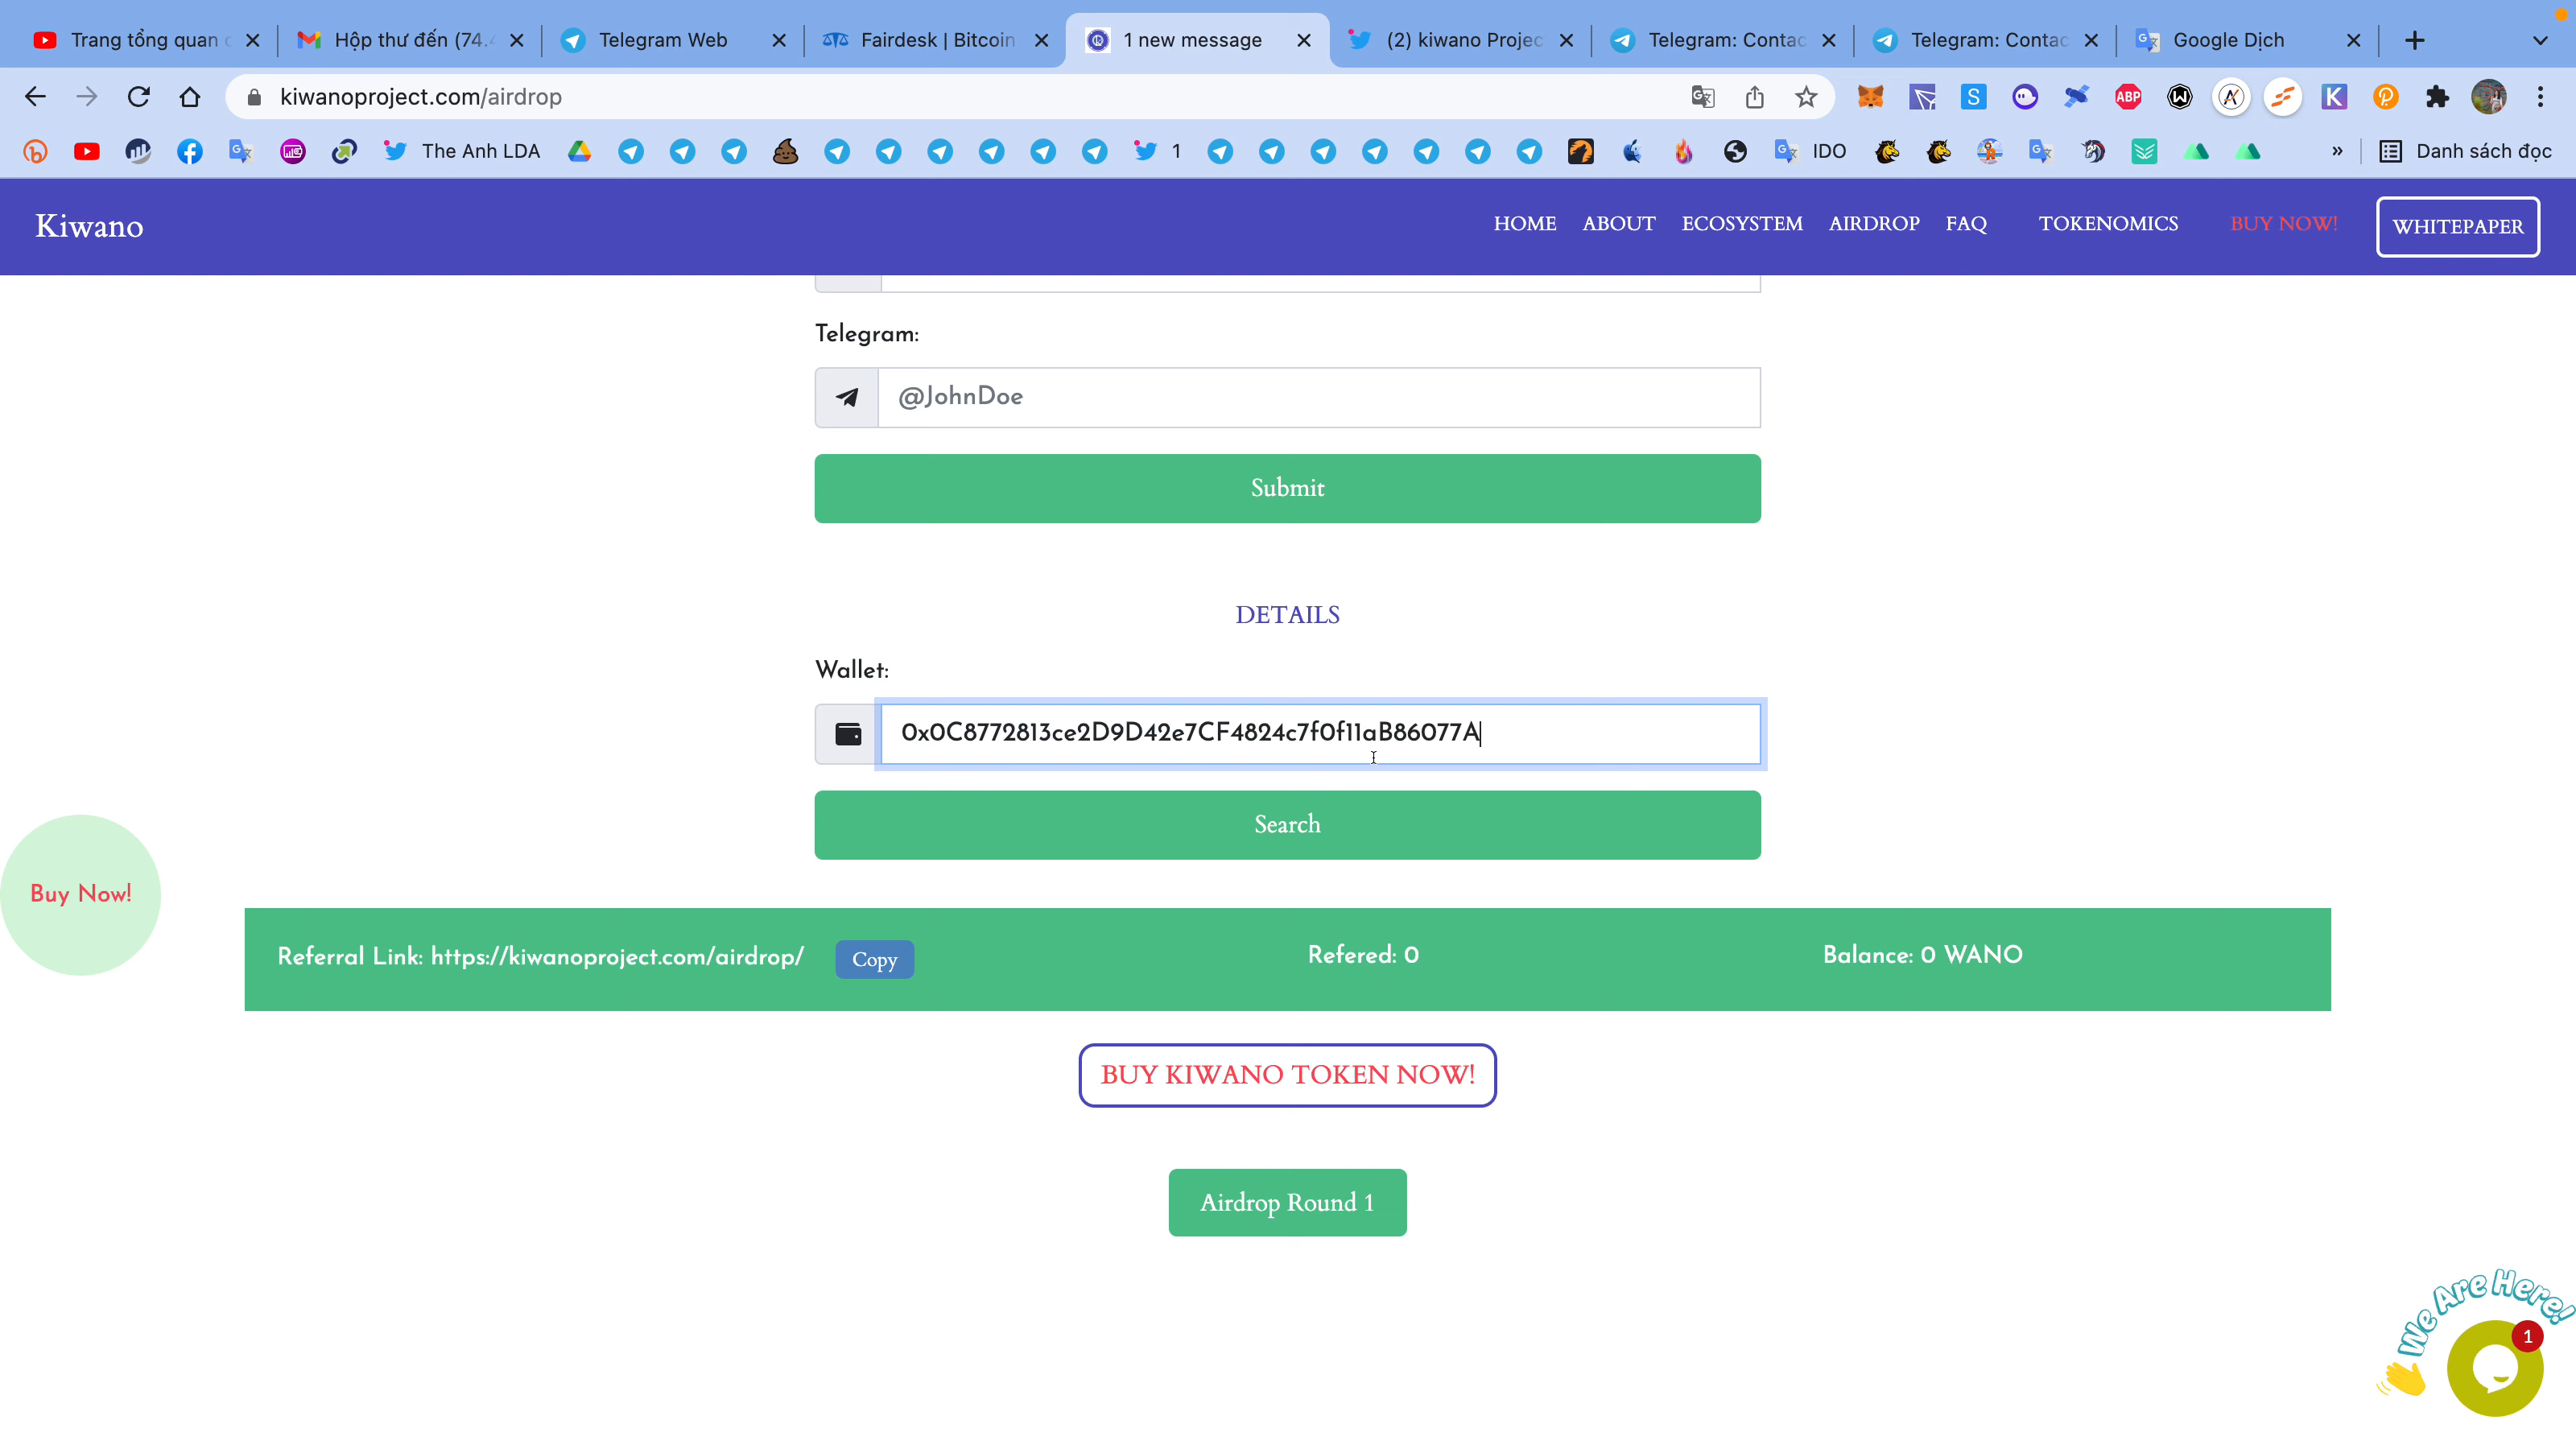 Trang tổng quan c
Hộp thư đến (74.4
Telegram Web
Fairdesk | Bitcoin
1 new message
(2) kiwano Projec
Telegram: Contac
Telegram: Contac
Google Dịch
kiwanoproject.com/airdrop
The Anh LDA
1
IDO
» Danh sách đọc
Kiwano
HOME ABOUT ECOSYSTEM AIRDROP FAQ TOKENOMICS BUY NOW! WHITEPAPER
Telegram:
@JohnDoe
Submit
DETAILS
Wallet:
0x0C8772813ce2D9D42e7CF4824c7f0f11aB86077A
Search
Buy Now!
Referral Link: https://kiwanoproject.com/airdrop/ Copy Refered: 0 Balance: 0 WANO
BUY KIWANO TOKEN NOW!
Airdrop Round 1
We Are Here!
1